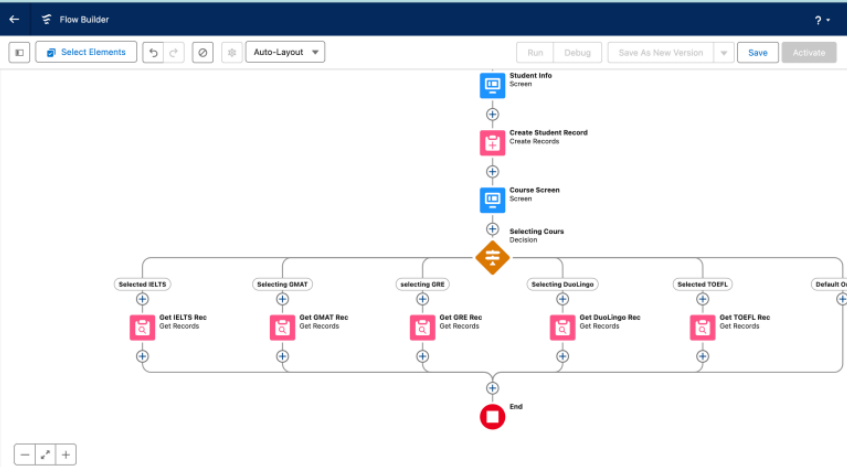 Flow Builder
?
Select Elements
Auto-Layout
Run
Debug
Save As New Version
Save
Activate
Student Info
Screen
Create Student Record
Create Records
Course Screen
Screen
Selecting Cours
Decision
Selected IELTS
Selecting GMAT
selecting GRE
Selecting DuoLingo
Selected TOEFL
Default O
Get IELTS Rec
Get Records
Get GMAT Rec
Get Records
Get GRE Rec
Get Records
Get DuoLingo Rec
Get Records
Get TOEFL Rec
Get Records
End